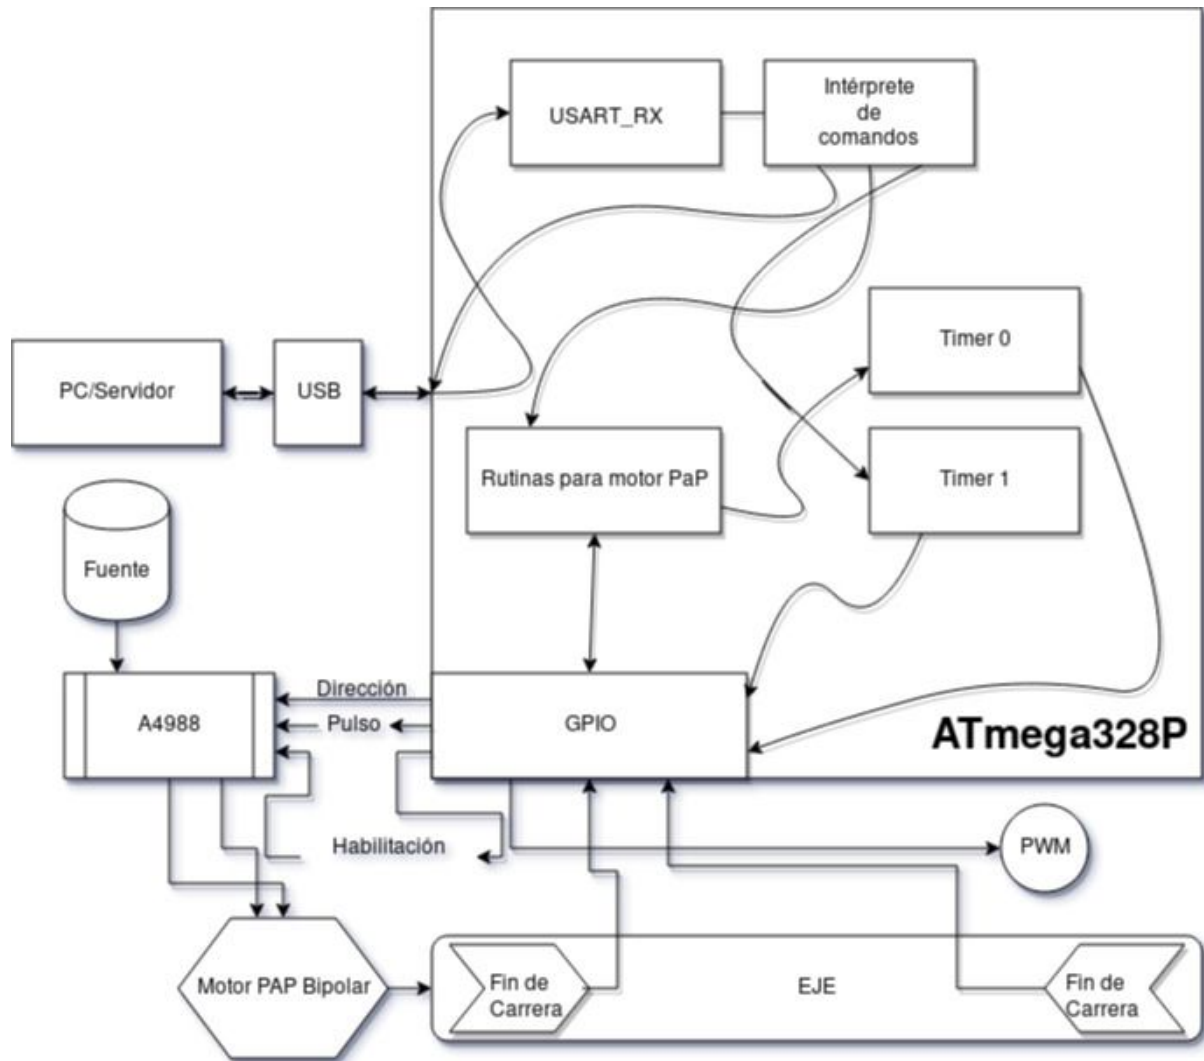 USART_RX
Intérprete
de
comandos
Timer 0
PC/Servidor
USB
Rutinas para motor PaP
Timer 1
Fuente
Dirección
A4988
Pulso
GPIO
ATmega328P
Habilitación
PWM
Motor PAP Bipolar
Fin de
Carrera
EJE
Fin de
Carrera